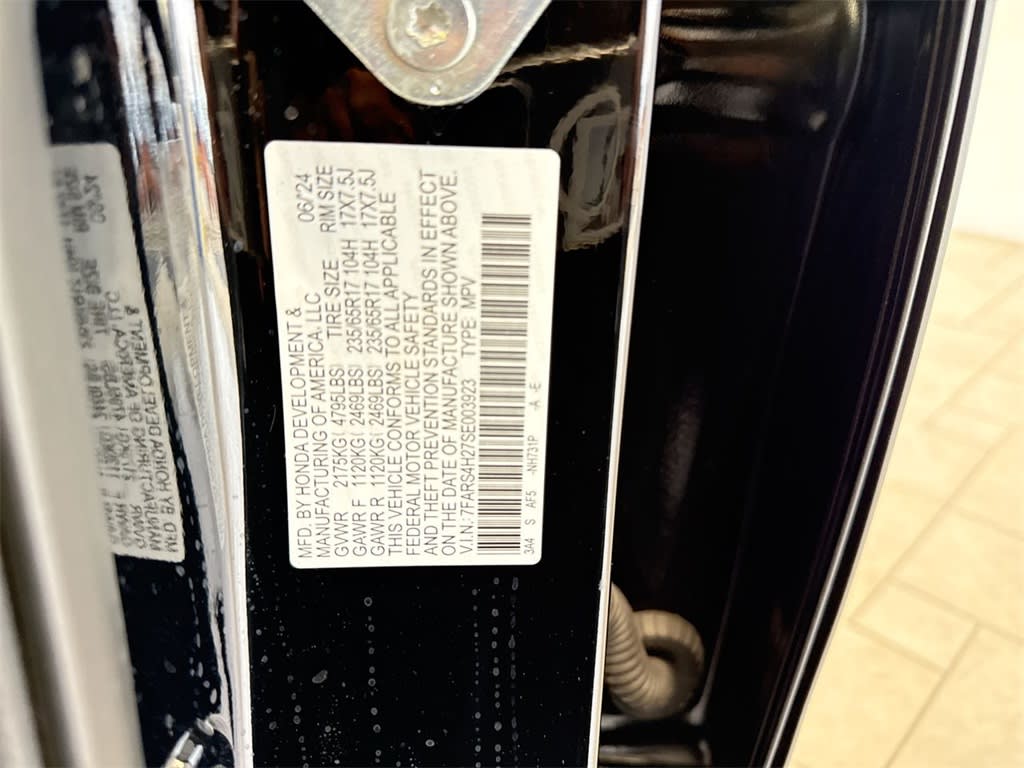 MFD BY HONDA DEVELOPMENT &
MANUFACTURING OF AMERICA, LLC 06/'24
GVWR 2175KG( 4795LBS) TIRE SIZE RIM SIZE
GAWR F 1120KG( 2469LBS) 235/65R17 104H 17X7.5J
GAWR R 1120KG( 2469LBS) 235/65R17 104H 17X7.5J
THIS VEHICLE CONFORMS TO ALL APPLICABLE
FEDERAL MOTOR VEHICLE SAFETY
AND THEFT PREVENTION STANDARDS IN EFFECT
ON THE DATE OF MANUFACTURE SHOWN ABOVE.
V.I.N.:7FARS4H27SE003923 TYPE: MPV
3A4 S AF5 -NH731P -A -E